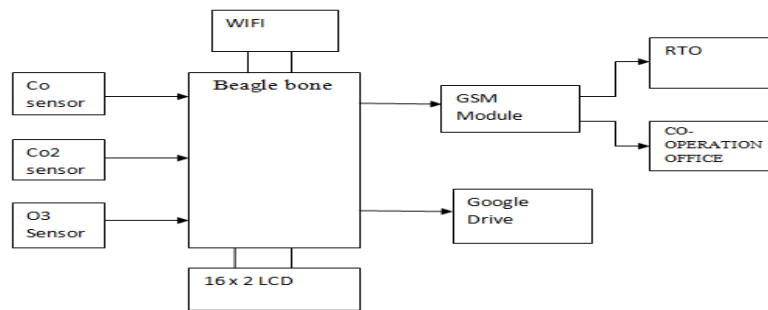 WIFI
RTO
Co
sensor
Beagle bone
GSM
Module
CO-
OPERATION
OFFICE
Co2
sensor
O3
Sensor
Google
Drive
16 x 2 LCD